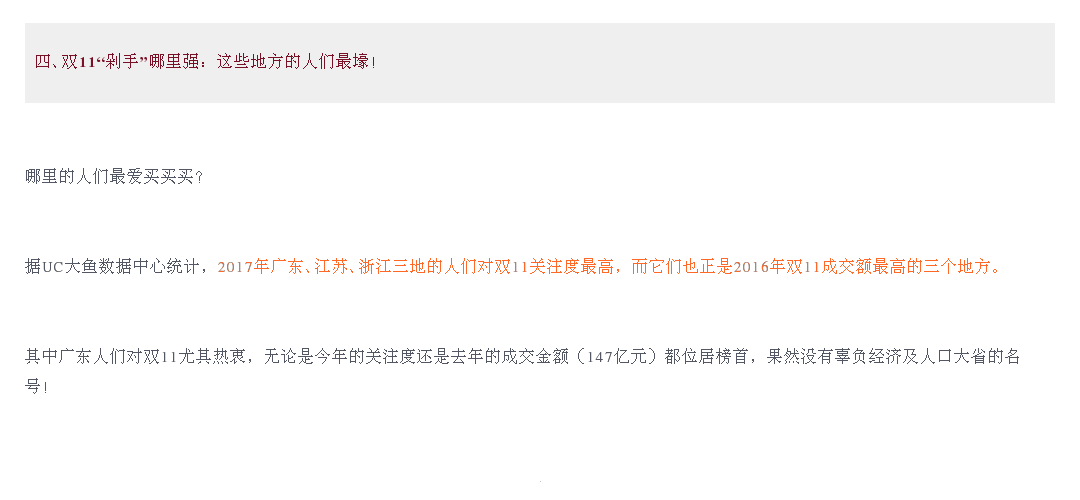 四、双11“剁手”哪里强：这些地方的人们最壕！
哪里的人们最爱买买买？
据UC大鱼数据中心统计，2017年广东、江苏、浙江三地的人们对双11关注度最高，而它们也正是2016年双11成交额最高的三个地方。
其中广东人们对双11尤其热衷，无论是今年的关注度还是去年的成交金额（147亿元）都位居榜首，果然没有辜负经济及人口大省的名
号！